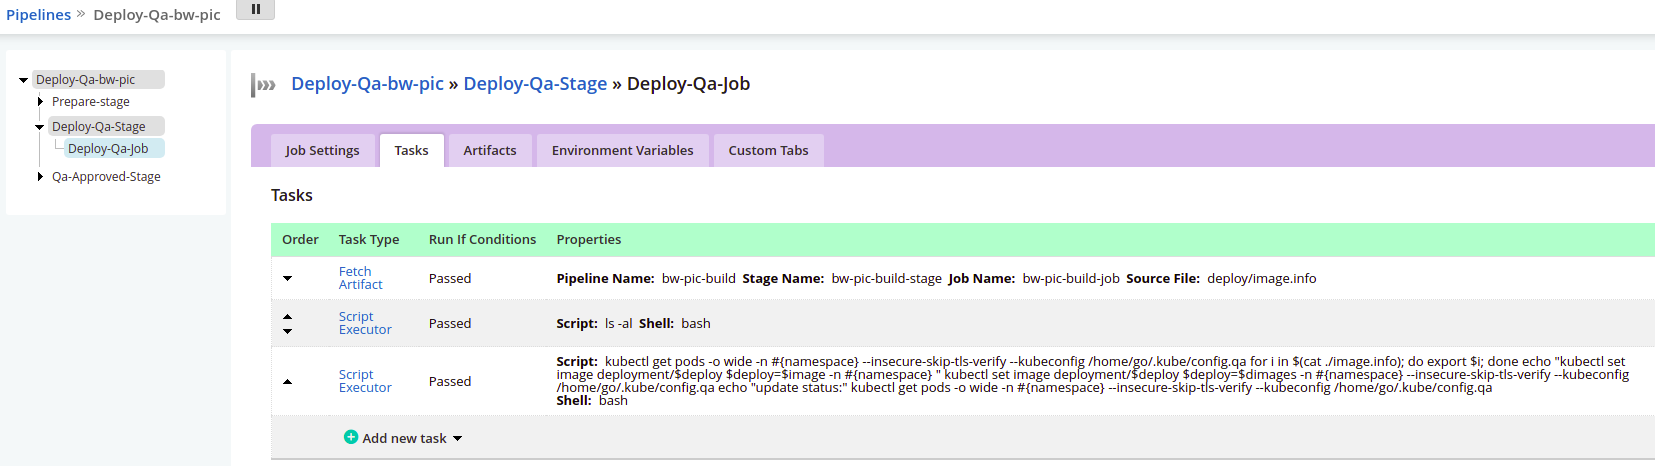 Pipelines » Deploy-Qa-bw-pic
Deploy-Qa-bw-pic
Prepare-stage
Deploy-Qa-Stage
Deploy-Qa-Job
Qa-Approved-Stage
Deploy-Qa-bw-pic » Deploy-Qa-Stage » Deploy-Qa-Job
Job Settings Tasks Artifacts Environment Variables Custom Tabs
Tasks
Order Task Type Run If Conditions Properties
Fetch
Artifact
Passed
Pipeline Name: bw-pic-build Stage Name: bw-pic-build-stage Job Name: bw-pic-build-job Source File: deploy/image.info
Script
Executor
Passed
Script: ls -al Shell: bash
Script
Executor
Passed
Script: kubectl get pods -o wide -n #{namespace} --insecure-skip-tls-verify --kubeconfig /home/go/.kube/config.qa for i in $(cat ./image.info); do export $i; done echo "kubectl set
image deployment/$deploy $deploy=$image -n #{namespace} " kubectl set image deployment/$deploy $deploy=$dimages -n #{namespace} --insecure-skip-tls-verify --kubeconfig
/home/go/.kube/config.qa echo "update status:" kubectl get pods -o wide -n #{namespace} --insecure-skip-tls-verify --kubeconfig /home/go/.kube/config.qa
Shell: bash
Add new task